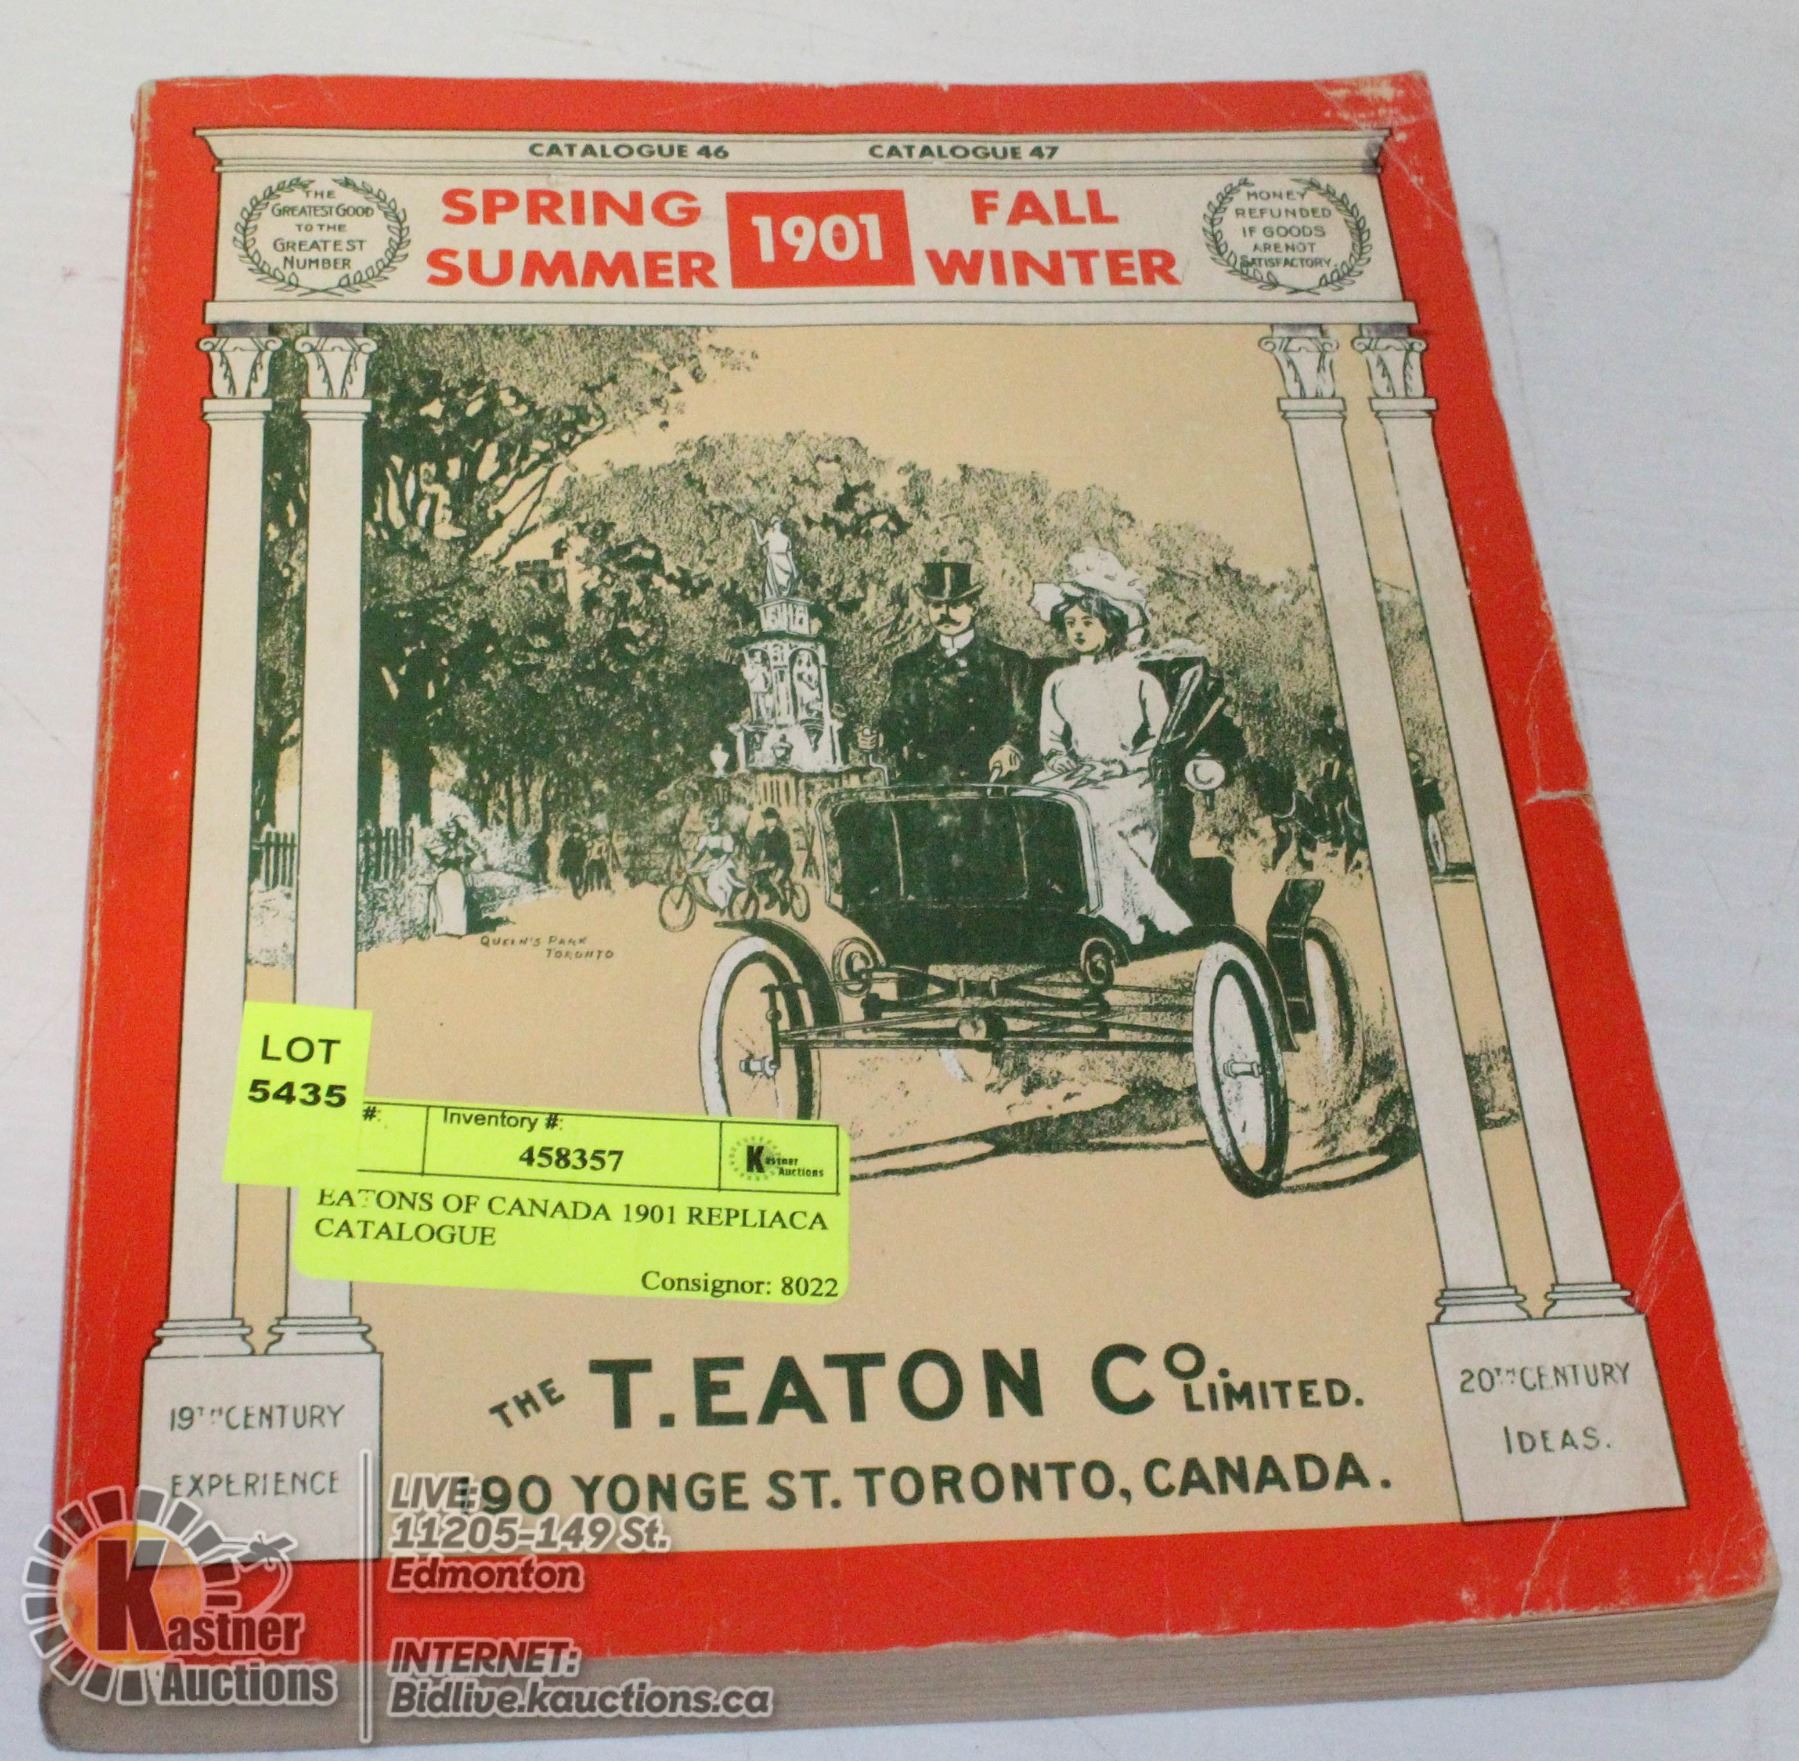 CATALOGUE 46 CATALOGUE 47
THE
GREATEST GOOD
TO THE
GREATEST
NUMBER
SPRING
SUMMER
1901
FALL
WINTER
MONEY
REFUNDED
IF GOODS
ARE NOT
SATISFACTORY.
QUEEN'S PARK
TORONTO
LOT
5435
#:
Inventory #:
458357
Kastner
Auctions
EATONS OF CANADA 1901 REPLIACA
CATALOGUE
Consignor: 8022
THE T. EATON Co. LIMITED.
190 YONGE ST. TORONTO, CANADA.
19TH CENTURY
EXPERIENCE
20TH CENTURY
IDEAS.
Kastner
Auctions
LIVE:
11205-149 St.
Edmonton
INTERNET:
Bidlive.kauctions.ca